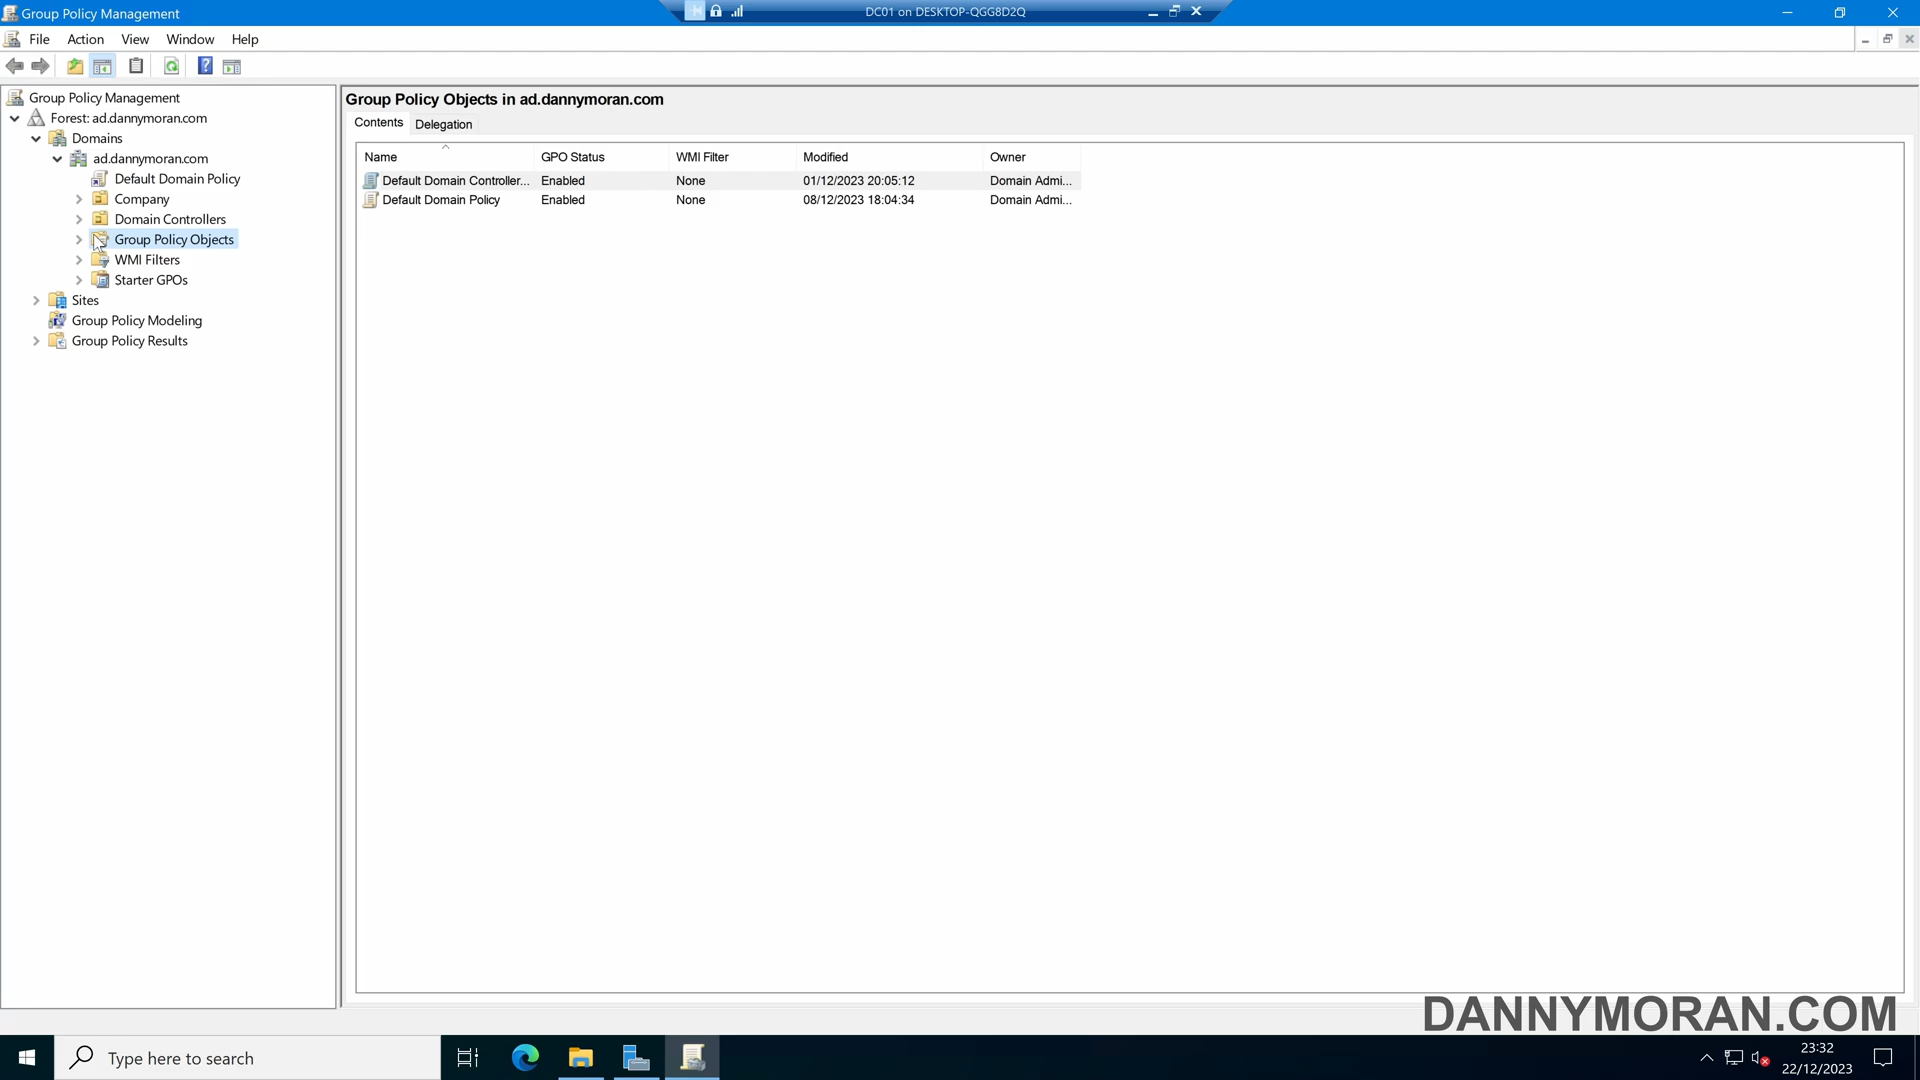 Group Policy Management
DC01 on DESKTOP-QGG8D2Q
File Action View Window Help
Group Policy Management
Forest: ad.dannymoran.com
Domains
ad.dannymoran.com
Default Domain Policy
Company
Domain Controllers
Group Policy Objects
WMI Filters
Starter GPOs
Sites
Group Policy Modeling
Group Policy Results
Group Policy Objects in ad.dannymoran.com
Contents Delegation
Name GPO Status WMI Filter Modified Owner
Default Domain Controller... Enabled None 01/12/2023 20:05:12 Domain Admi...
Default Domain Policy Enabled None 08/12/2023 18:04:34 Domain Admi...
DANNYMORAN.COM
Type here to search
23:32
22/12/2023